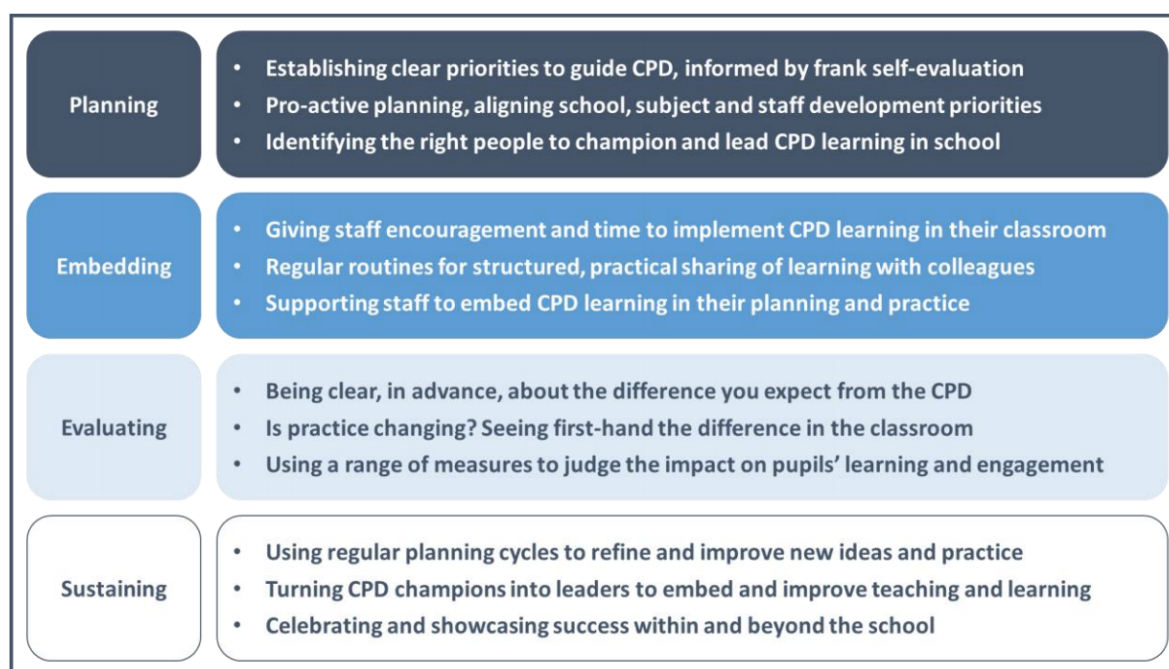 Planning
• Establishing clear priorities to guide CPD, informed by frank self-evaluation
• Pro-active planning, aligning school, subject and staff development priorities
• Identifying the right people to champion and lead CPD learning in school
Embedding
• Giving staff encouragement and time to implement CPD learning in their classroom
• Regular routines for structured, practical sharing of learning with colleagues
• Supporting staff to embed CPD learning in their planning and practice
Evaluating
• Being clear, in advance, about the difference you expect from the CPD
• Is practice changing? Seeing first-hand the difference in the classroom
• Using a range of measures to judge the impact on pupils’ learning and engagement
Sustaining
• Using regular planning cycles to refine and improve new ideas and practice
• Turning CPD champions into leaders to embed and improve teaching and learning
• Celebrating and showcasing success within and beyond the school